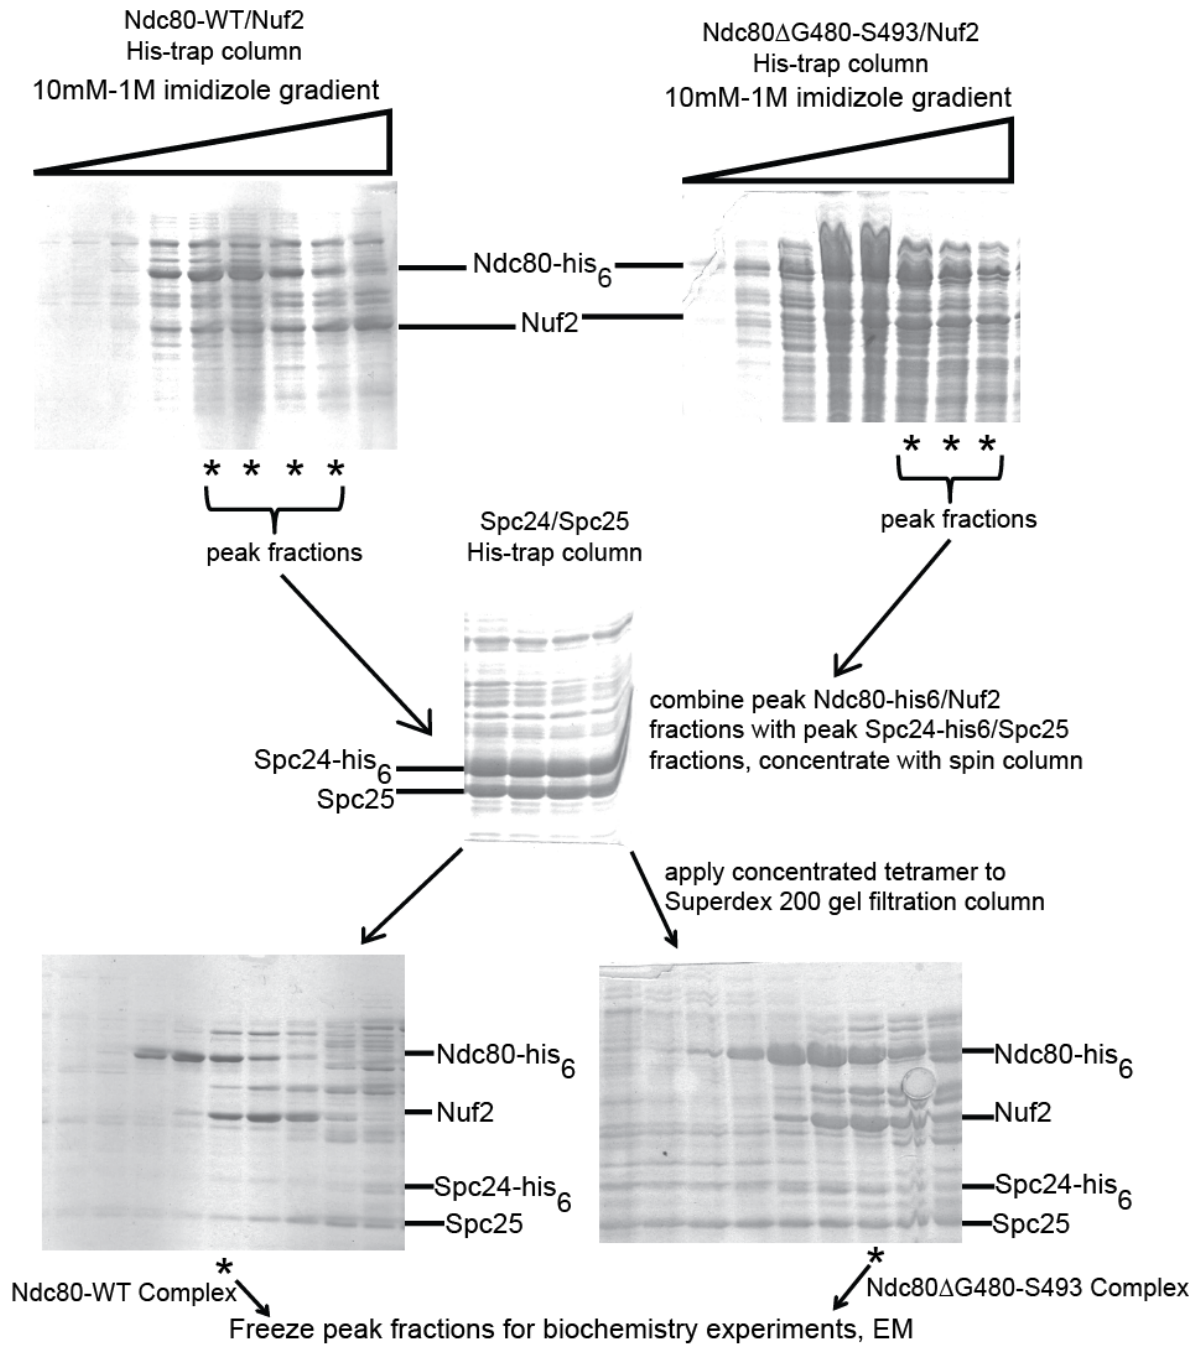 Ndc80-WT/Nuf2
His-trap column
10mM-1M imidizole gradient
Ndc80ΔG480-S493/Nuf2
His-trap column
10mM-1M imidizole gradient
Ndc80-his6
Nuf2
* * * *
peak fractions
* * *
peak fractions
Spc24/Spc25
His-trap column
combine peak Ndc80-his6/Nuf2
fractions with peak Spc24-his6/Spc25
fractions, concentrate with spin column
Spc24-his6
Spc25
apply concentrated tetramer to
Superdex 200 gel filtration column
Ndc80-his6
Nuf2
Spc24-his6
Spc25
Ndc80-his6
Nuf2
Spc24-his6
Spc25
*
Ndc80-WT Complex
*
Ndc80ΔG480-S493 Complex
Freeze peak fractions for biochemistry experiments, EM